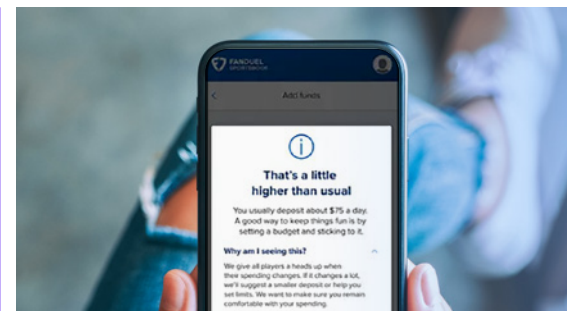 FANDUEL
SPORTSBOOK
Add funds
That's a little
higher than usual
You usually deposit about $75 a day.
A good way to keep things fun is by
setting a budget and sticking to it.
Why am I seeing this?
We give all players a heads up when
their spending changes. If it changes a lot,
we'll suggest a smaller deposit or help you
set limits. We want to make sure you remain
comfortable with your spending.